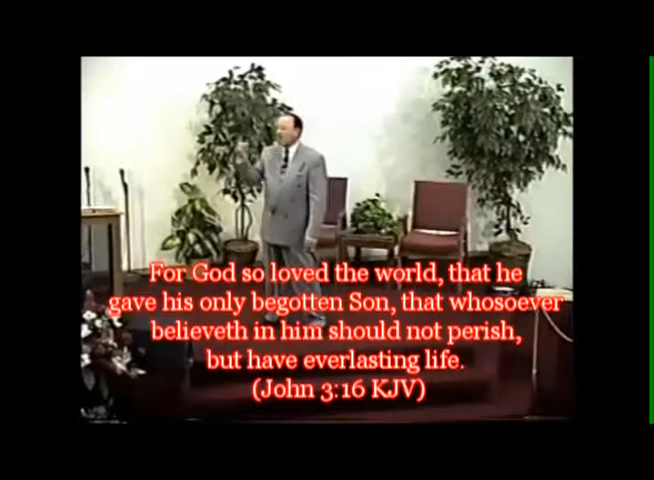 For God so loved the world, that he
gave his only begotten Son, that whosoever
believeth in him should not perish,
but have everlasting life.
(John 3:16 KJV)